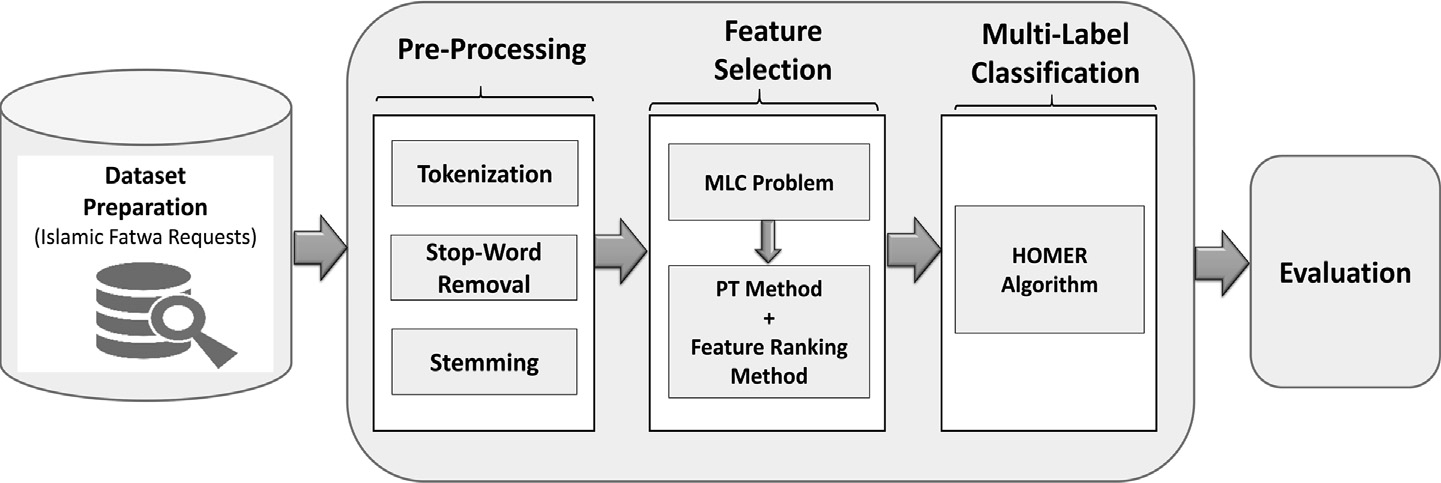 Dataset
Preparation
(Islamic Fatwa Requests)
Pre-Processing
Tokenization
Stop-Word
Removal
Stemming
Feature
Selection
MLC Problem
PT Method
+
Feature Ranking
Method
Multi-Label
Classification
HOMER
Algorithm
Evaluation